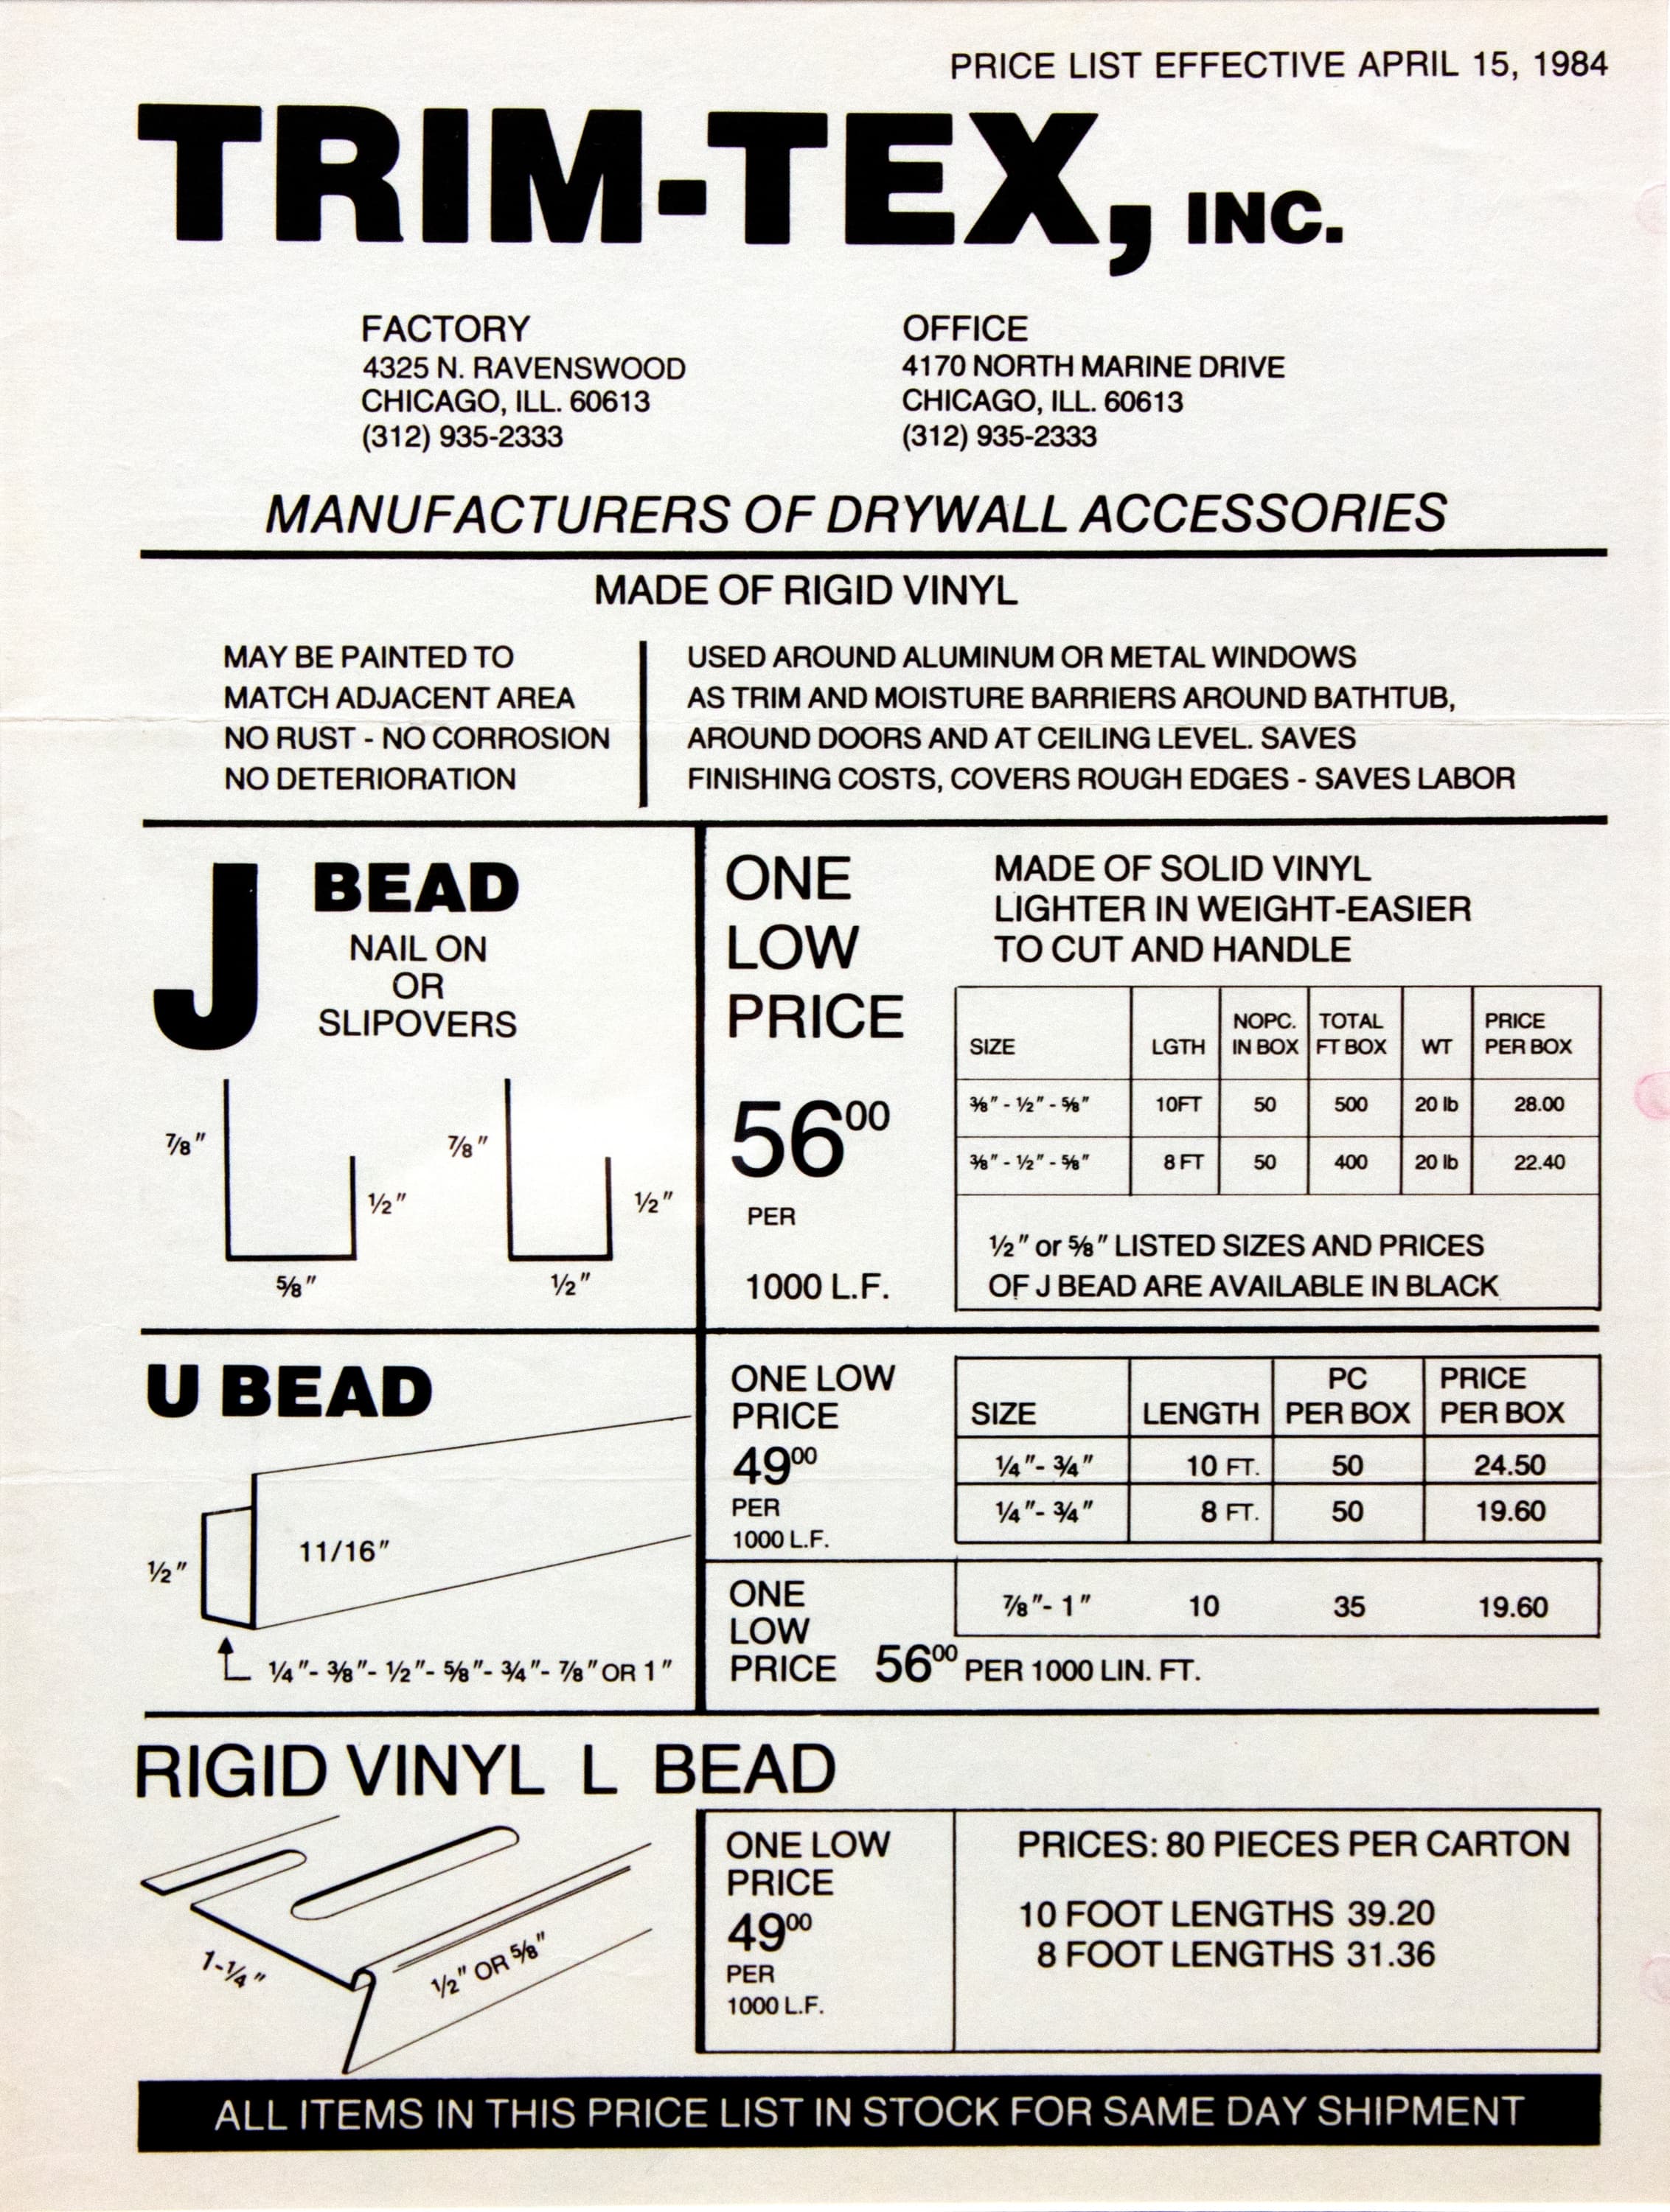 PRICE LIST EFFECTIVE APRIL 15, 1984
TRIM-TEX, INC.
FACTORY
4325 N. RAVENSWOOD
CHICAGO, ILL. 60613
(312) 935-2333
OFFICE
4170 NORTH MARINE DRIVE
CHICAGO, ILL. 60613
(312) 935-2333
MANUFACTURERS OF DRYWALL ACCESSORIES
MADE OF RIGID VINYL
MAY BE PAINTED TO
MATCH ADJACENT AREA
NO RUST - NO CORROSION
NO DETERIORATION
USED AROUND ALUMINUM OR METAL WINDOWS
AS TRIM AND MOISTURE BARRIERS AROUND BATHTUB,
AROUND DOORS AND AT CEILING LEVEL. SAVES
FINISHING COSTS, COVERS ROUGH EDGES - SAVES LABOR
J BEAD
NAIL ON
OR
SLIPOVERS
7/8" 1/2" 5/8"
7/8" 1/2" 1/2"
ONE
LOW
PRICE
56 00
PER
1000 L.F.
MADE OF SOLID VINYL
LIGHTER IN WEIGHT-EASIER
TO CUT AND HANDLE
SIZE LGTH NOPC. IN BOX TOTAL FT BOX WT PRICE PER BOX
3/8" - 1/2" - 5/8" 10FT 50 500 20 lb 28.00
3/8" - 1/2" - 5/8" 8 FT 50 400 20 lb 22.40
1/2" or 5/8" LISTED SIZES AND PRICES
OF J BEAD ARE AVAILABLE IN BLACK
U BEAD
11/16"
1/2"
1/4"- 3/8"- 1/2"- 5/8"- 3/4"- 7/8" OR 1"
ONE LOW
PRICE
49 00
PER
1000 L.F.
SIZE LENGTH PC PER BOX PRICE PER BOX
1/4"- 3/4" 10 FT. 50 24.50
1/4"- 3/4" 8 FT. 50 19.60
ONE
LOW
PRICE 56 00 PER 1000 LIN. FT.
7/8"- 1" 10 35 19.60
RIGID VINYL L BEAD
1-1/4"
1/2" OR 5/8"
ONE LOW
PRICE
49 00
PER
1000 L.F.
PRICES: 80 PIECES PER CARTON
10 FOOT LENGTHS 39.20
8 FOOT LENGTHS 31.36
ALL ITEMS IN THIS PRICE LIST IN STOCK FOR SAME DAY SHIPMENT